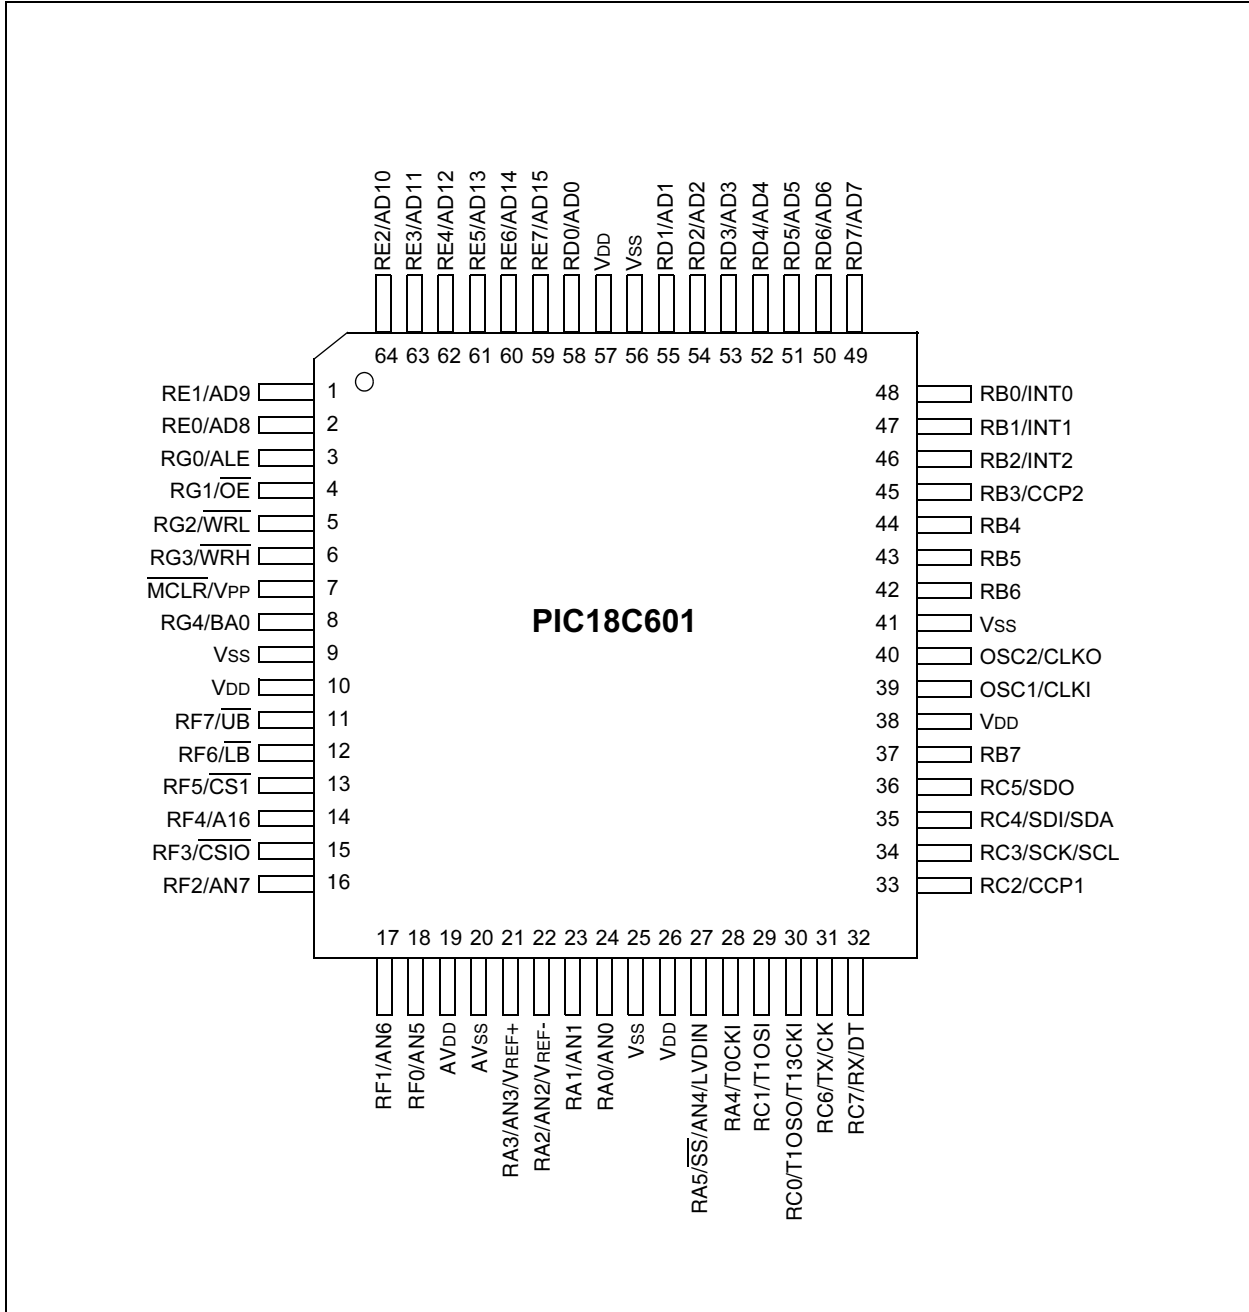 RE2/AD10
RE3/AD11
RE4/AD12
RE5/AD13
RE6/AD14
RE7/AD15
RD0/AD0
VDD
VSS
RD1/AD1
RD2/AD2
RD3/AD3
RD4/AD4
RD5/AD5
RD6/AD6
RD7/AD7
64 63 62 61 60 59 58 57 56 55 54 53 52 51 50 49
RE1/AD9 1
RE0/AD8 2
RG0/ALE 3
RG1/O̅E̅ 4
RG2/W̅R̅L̅ 5
RG3/W̅R̅H̅ 6
M̅C̅L̅R̅/VPP 7
RG4/BA0 8
VSS 9
VDD 10
RF7/U̅B̅ 11
RF6/L̅B̅ 12
RF5/C̅S̅1̅ 13
RF4/A16 14
RF3/C̅S̅I̅O̅ 15
RF2/AN7 16
PIC18C601
48 RB0/INT0
47 RB1/INT1
46 RB2/INT2
45 RB3/CCP2
44 RB4
43 RB5
42 RB6
41 VSS
40 OSC2/CLKO
39 OSC1/CLKI
38 VDD
37 RB7
36 RC5/SDO
35 RC4/SDI/SDA
34 RC3/SCK/SCL
33 RC2/CCP1
17 18 19 20 21 22 23 24 25 26 27 28 29 30 31 32
RF1/AN6
RF0/AN5
AVDD
AVSS
RA3/AN3/VREF+
RA2/AN2/VREF-
RA1/AN1
RA0/AN0
VSS
VDD
RA5/S̅S̅/AN4/LVDIN
RA4/T0CKI
RC1/T1OSI
RC0/T1OSO/T13CKI
RC6/TX/CK
RC7/RX/DT